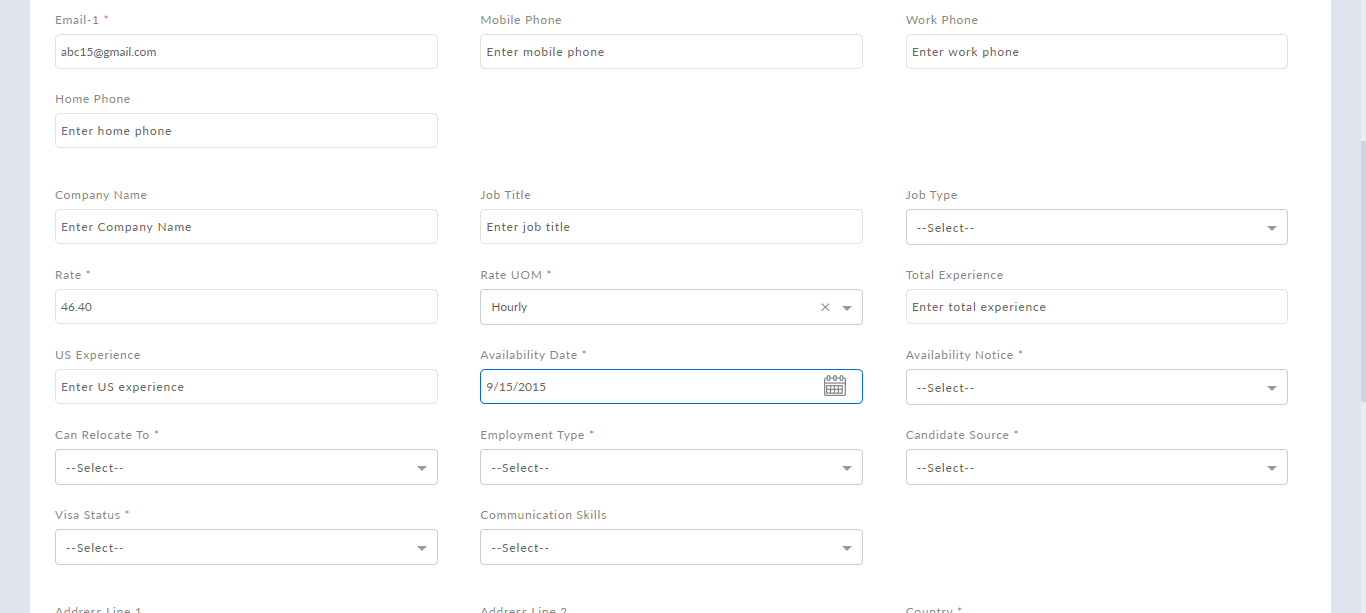 Email-1 * Mobile Phone Work Phone
abc15@gmail.com Enter mobile phone Enter work phone
Home Phone
Enter home phone
Company Name Job Title Job Type
Enter Company Name Enter job title --Select--
Rate * Rate UOM * Total Experience
46.40 Hourly × Enter total experience
US Experience Availability Date * Availability Notice *
Enter US experience 9/15/2015 --Select--
Can Relocate To * Employment Type * Candidate Source *
--Select-- --Select-- --Select--
Visa Status * Communication Skills
--Select-- --Select--
Address Line 1 Address Line 2 Country *